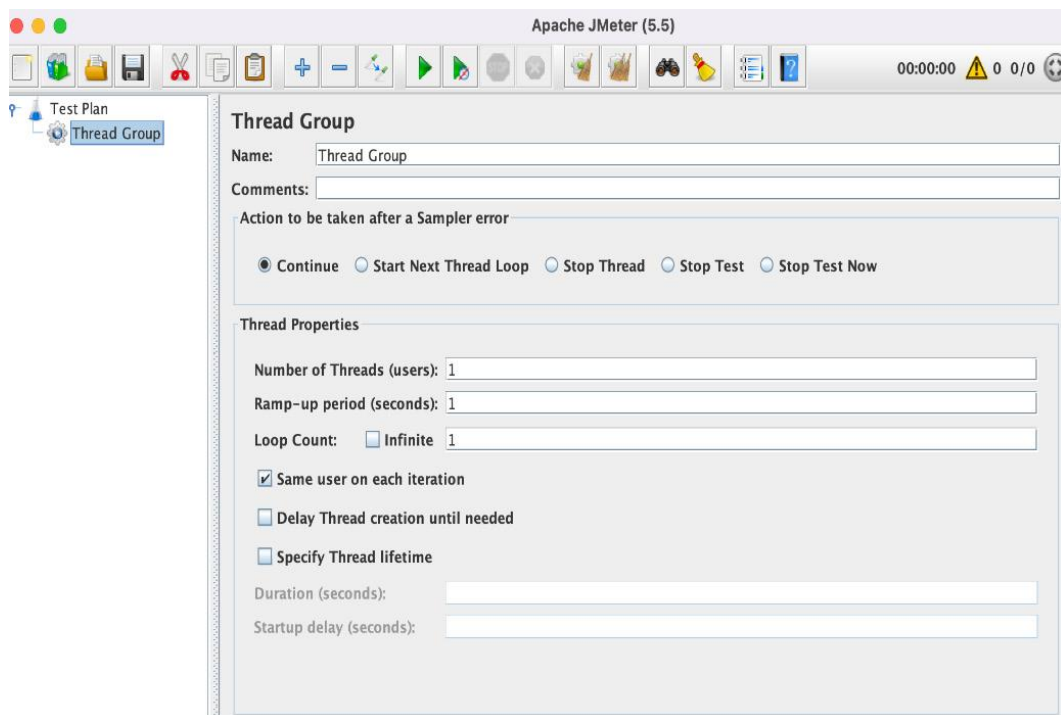 Apache JMeter (5.5)
00:00:00 0 0/0
Test Plan
Thread Group
Thread Group
Name: Thread Group
Comments:
Action to be taken after a Sampler error
Continue Start Next Thread Loop Stop Thread Stop Test Stop Test Now
Thread Properties
Number of Threads (users): 1
Ramp-up period (seconds): 1
Loop Count: Infinite 1
Same user on each iteration
Delay Thread creation until needed
Specify Thread lifetime
Duration (seconds):
Startup delay (seconds):